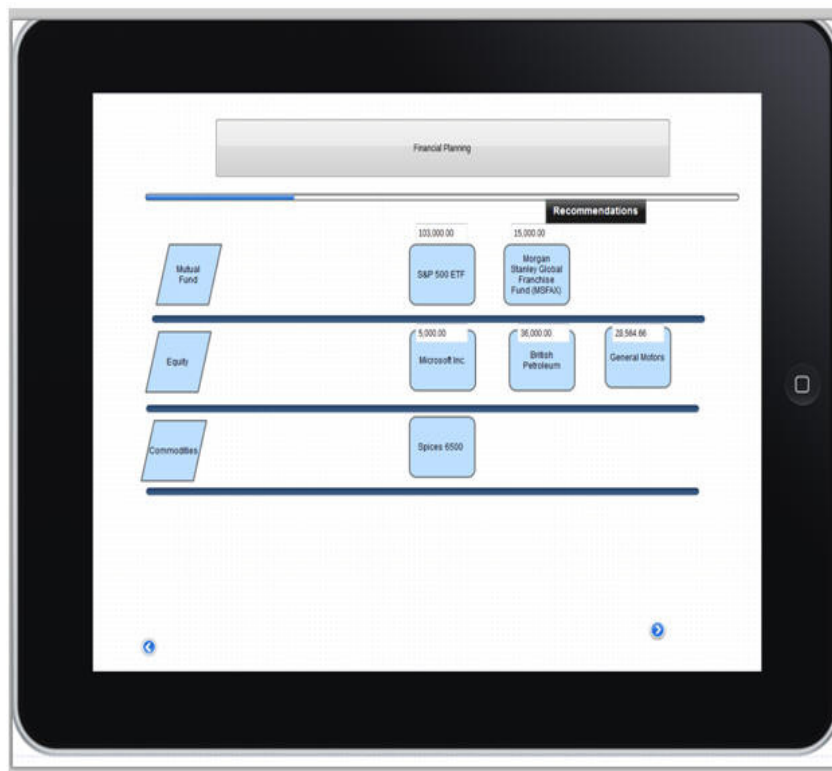 Financial Planning
Recommendations
103,000.00 15,000.00
Mutual
Fund
S&P 500 ETF
Morgan
Stanley Global
Franchise
Fund (MSFAX)
5,000.00 36,000.00 28,564.66
Equity
Microsoft Inc.
British
Petroleum
General Motors
Commodities
Spices 6500